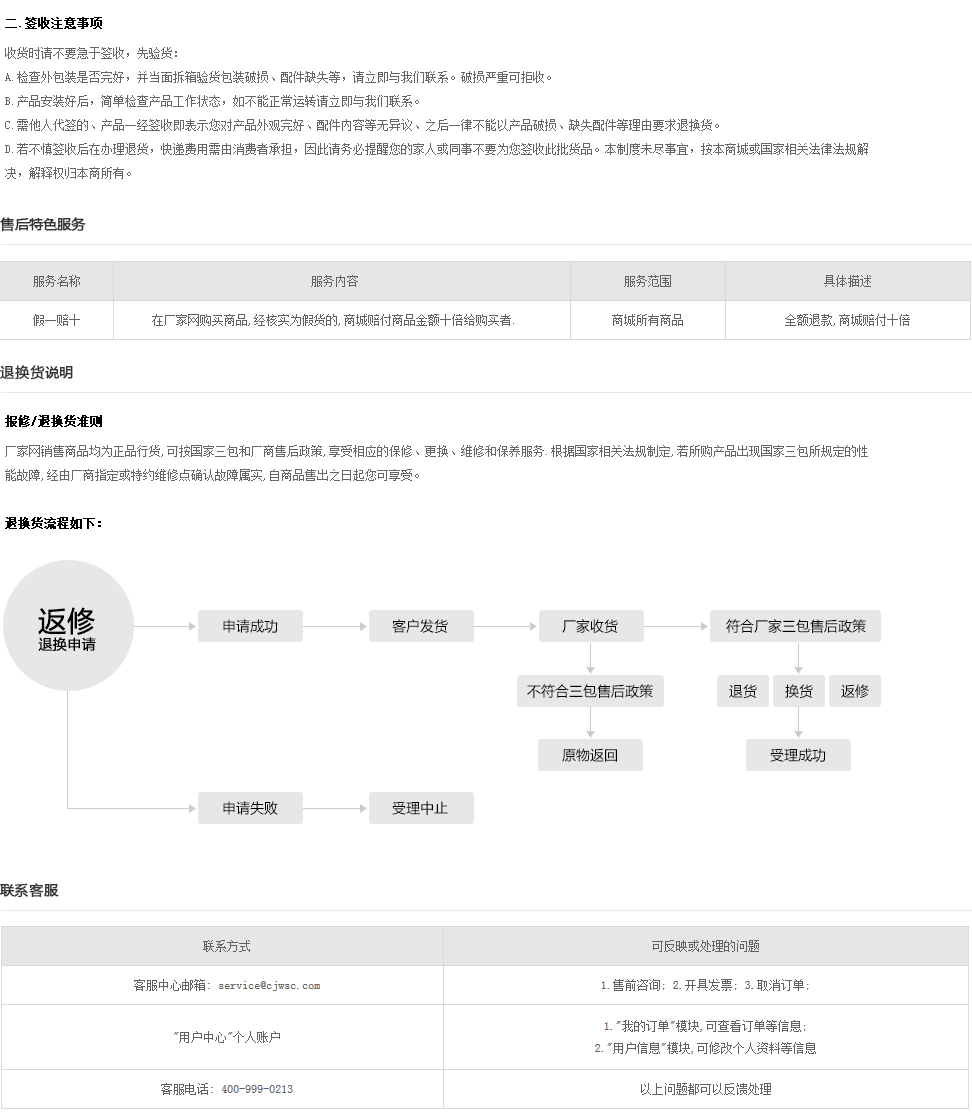 二.签收注意事项
收货时请不要急于签收，先验货：
A.检查外包装是否完好，并当面拆箱验货包装破损、配件缺失等，请立即与我们联系。破损严重可拒收。
B.产品安装好后，简单检查产品工作状态，如不能正常运转请立即与我们联系。
C.需他人代签的、产品一经签收即表示您对产品外观完好、配件内容等无异议、之后一律不能以产品破损、缺失配件等理由要求退换货。
D.若不慎签收后在办理退货，快递费用需由消费者承担，因此请务必提醒您的家人或同事不要为您签收此批货品。本制度未尽事宜，按本商城或国家相关法律法规解
决，解释权归本商所有。
售后特色服务
服务名称 服务内容 服务范围 具体描述
假一赔十 在厂家网购买商品,经核实为假货的,商城赔付商品金额十倍给购买者. 商城所有商品 全额退款,商城赔付十倍
退换货说明
报修/退换货准则
厂家网销售商品均为正品行货,可按国家三包和厂商售后政策,享受相应的保修、更换、维修和保养服务.根据国家相关法规制定,若所购产品出现国家三包所规定的性
能故障,经由厂商指定或特约维修点确认故障属实,自商品售出之日起您可享受。
退换货流程如下：
返修
退换申请
申请成功 客户发货 厂家收货 符合厂家三包售后政策
不符合三包售后政策 退货 换货 返修
原物返回 受理成功
申请失败 受理中止
联系客服
联系方式 可反映或处理的问题
客服中心邮箱: service@cjwsc.com 1.售前咨询; 2.开具发票; 3.取消订单;
"用户中心"个人账户
1."我的订单"模块,可查看订单等信息;
2."用户信息"模块,可修改个人资料等信息
客服电话: 400-999-0213 以上问题都可以反馈处理